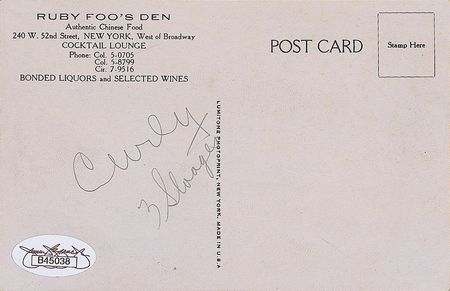 RUBY FOO'S DEN
Authentic Chinese Food
240 W. 52nd Street, NEW YORK, West of Broadway
COCKTAIL LOUNGE
Phone: Col. 5-0705
Col. 5-8799
Cir. 7-9516
BONDED LIQUORS and SELECTED WINES
POST CARD
Stamp Here
LUMITONE PHOTOPRINT, NEW YORK. MADE IN U.S.A
Curly
3 Stooges
B45038